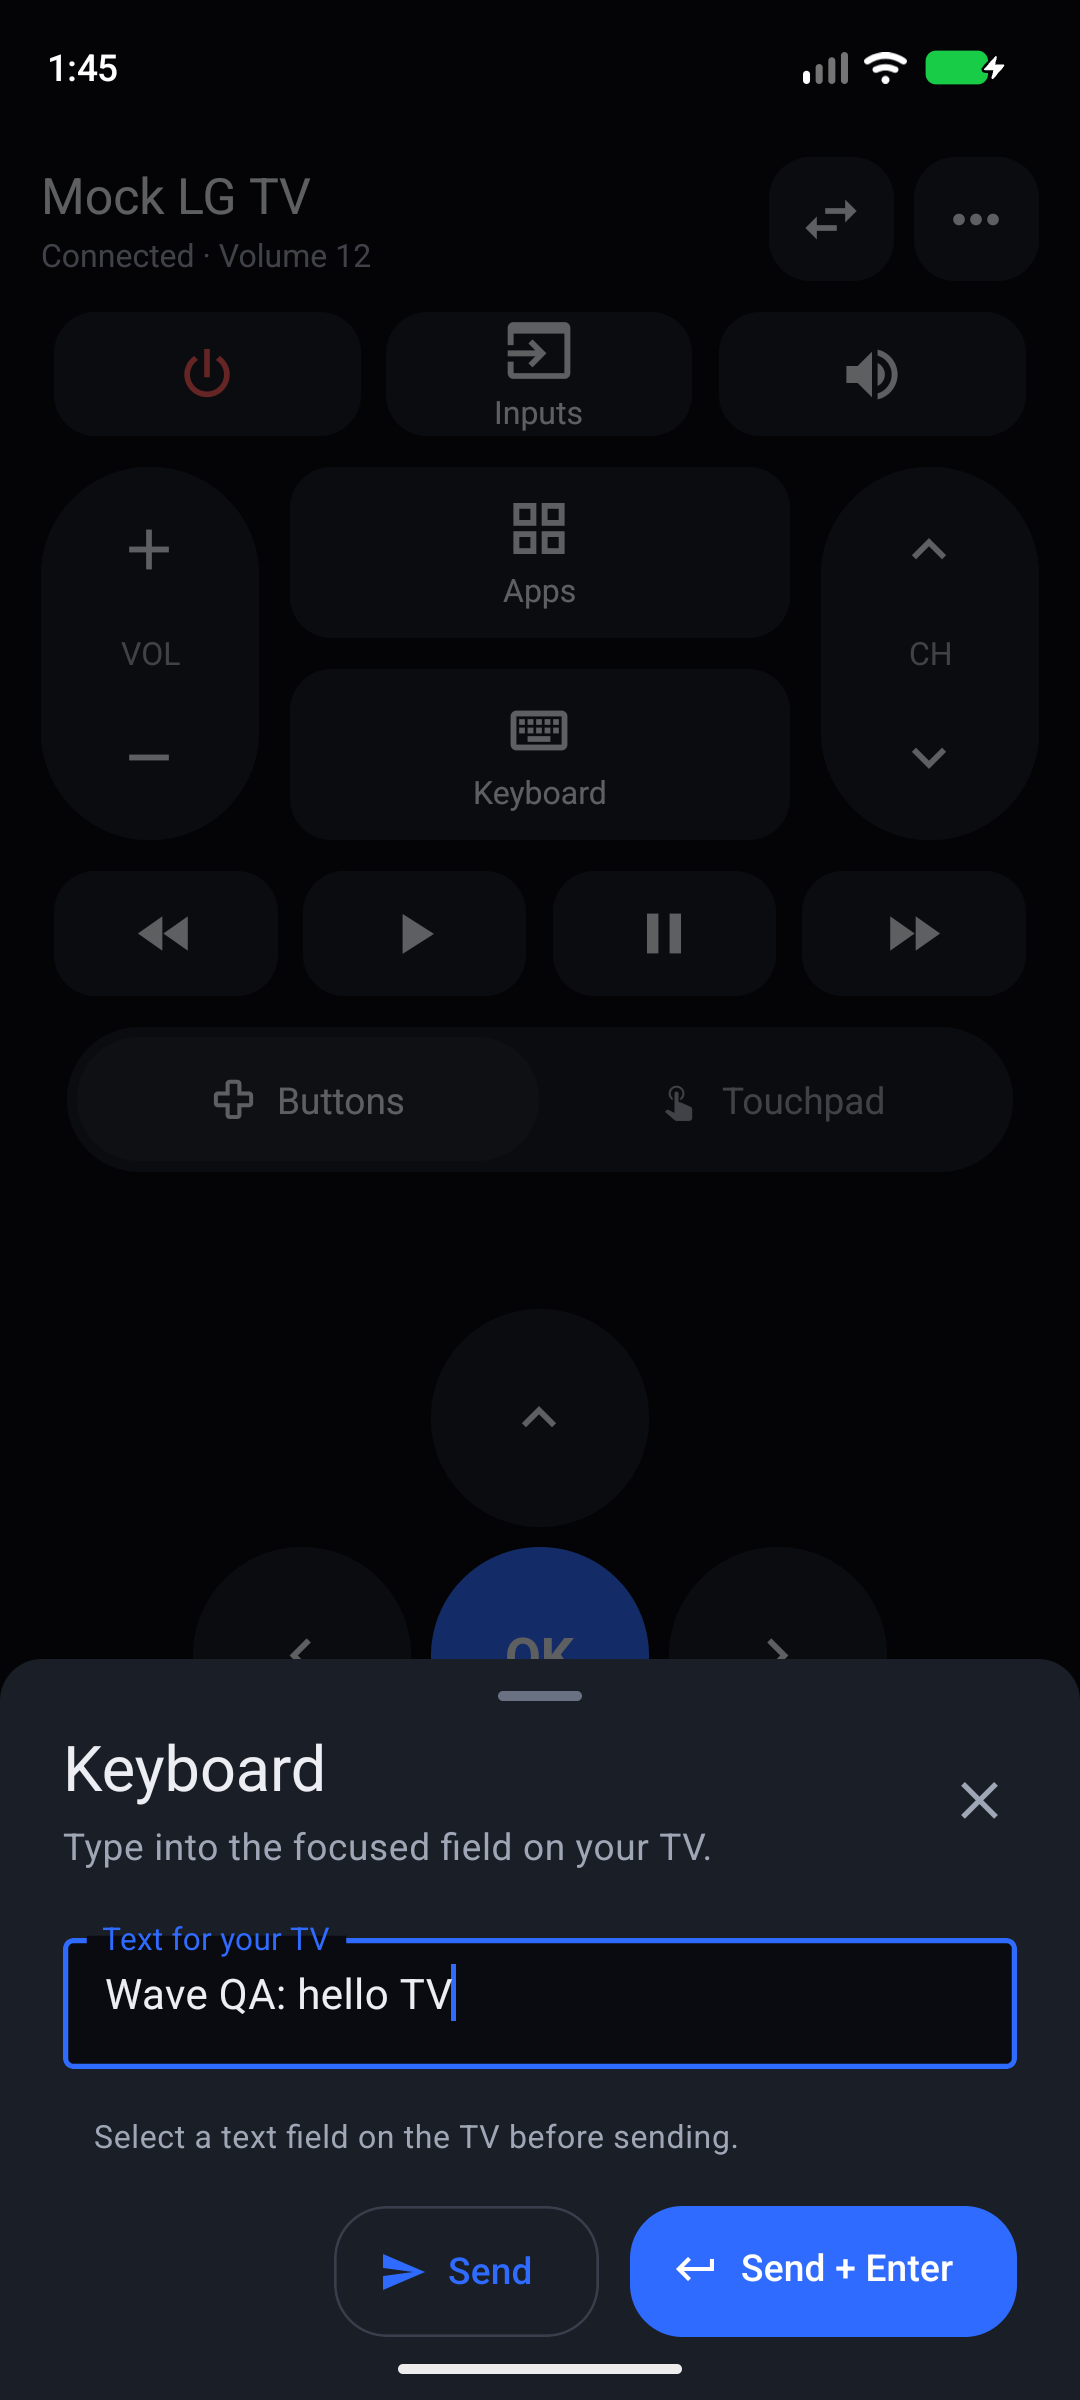 1:45
Mock LG TV
Connected · Volume 12
Inputs
Apps
VOL
CH
Keyboard
Buttons
Touchpad
OK
Keyboard
Type into the focused field on your TV.
Text for your TV
Wave QA: hello TV
Select a text field on the TV before sending.
Send
Send + Enter